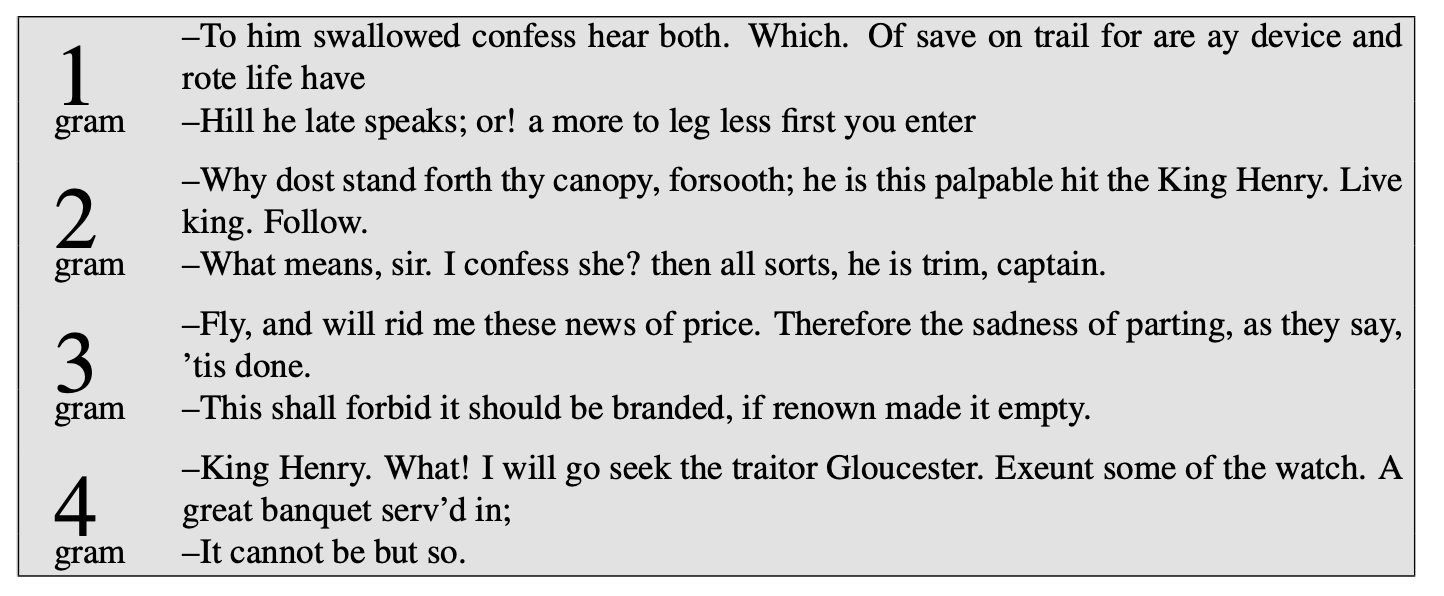 1
gram
–To him swallowed confess hear both. Which. Of save on trail for are ay device and
rote life have
–Hill he late speaks; or! a more to leg less first you enter
2
gram
–Why dost stand forth thy canopy, forsooth; he is this palpable hit the King Henry. Live
king. Follow.
–What means, sir. I confess she? then all sorts, he is trim, captain.
3
gram
–Fly, and will rid me these news of price. Therefore the sadness of parting, as they say,
’tis done.
–This shall forbid it should be branded, if renown made it empty.
4
gram
–King Henry. What! I will go seek the traitor Gloucester. Exeunt some of the watch. A
great banquet serv’d in;
–It cannot be but so.